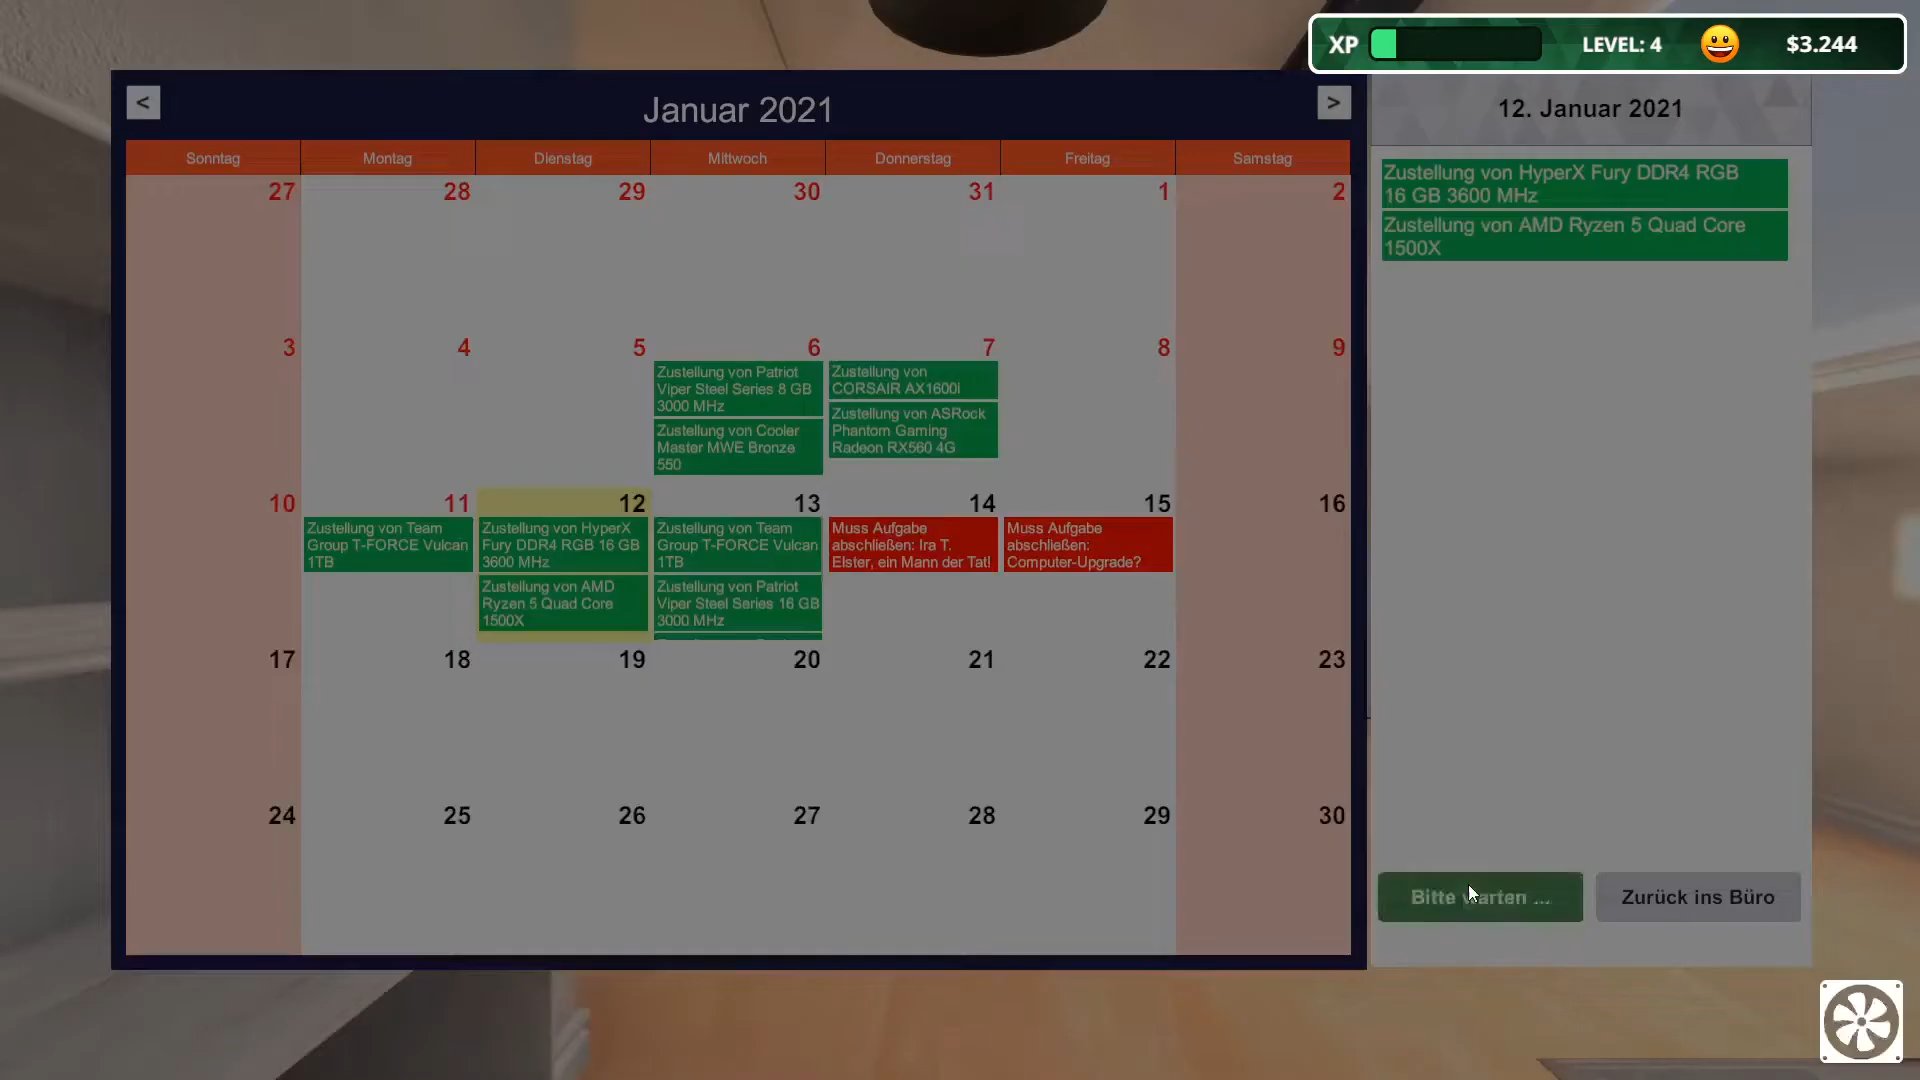 XP
LEVEL: 4
$3.244
<
Januar 2021
>
12. Januar 2021
Sonntag
Montag
Dienstag
Mittwoch
Donnerstag
Freitag
Samstag
27
28
29
30
31
1
2
3
4
5
6
Zustellung von Patriot
Viper Steel Series 8 GB
3000 MHz
Zustellung von Cooler
Master MWE Bronze
550
7
Zustellung von
CORSAIR AX1600i
Zustellung von ASRock
Phantom Gaming
Radeon RX560 4G
8
9
10
11
Zustellung von Team
Group T-FORCE Vulcan
1TB
12
Zustellung von HyperX
Fury DDR4 RGB 16 GB
3600 MHz
Zustellung von AMD
Ryzen 5 Quad Core
1500X
13
Zustellung von Team
Group T-FORCE Vulcan
1TB
Zustellung von Patriot
Viper Steel Series 16 GB
3000 MHz
14
Muss Aufgabe
abschließen: Ira T.
Elster, ein Mann der Tat!
15
Muss Aufgabe
abschließen:
Computer-Upgrade?
16
17
18
19
20
21
22
23
24
25
26
27
28
29
30
Zustellung von HyperX Fury DDR4 RGB
16 GB 3600 MHz
Zustellung von AMD Ryzen 5 Quad Core
1500X
Bitte warten ...
Zurück ins Büro